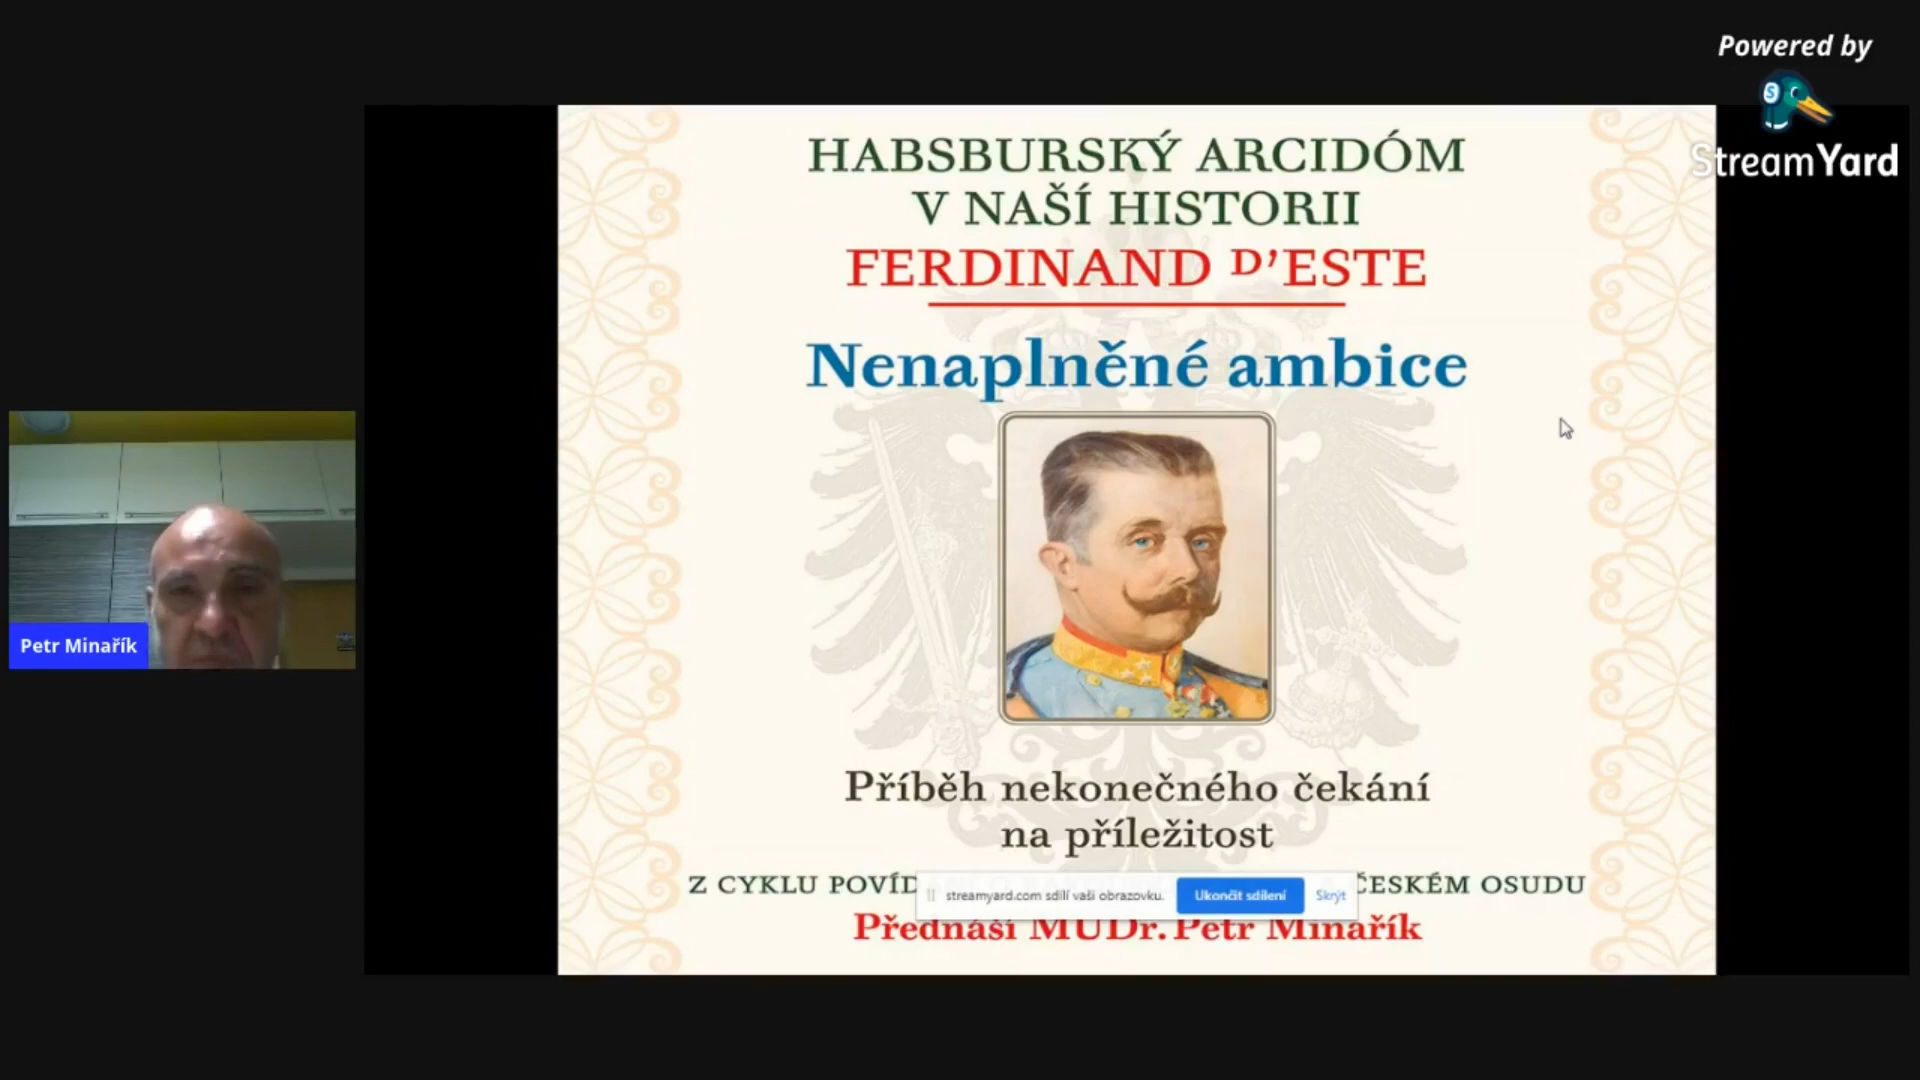 Powered by
StreamYard
HABSBURSKÝ ARCIDÓM
V NAŠÍ HISTORII
FERDINAND D'ESTE
Nenaplněné ambice
Petr Minařík
Příběh nekonečného čekání
na příležitost
Z CYKLU POVÍD ČESKÉM OSUDU
streamyard.com sdílí vaši obrazovku. Ukončit sdílení Skrýt
Přednáší MUDr. Petr Minařík